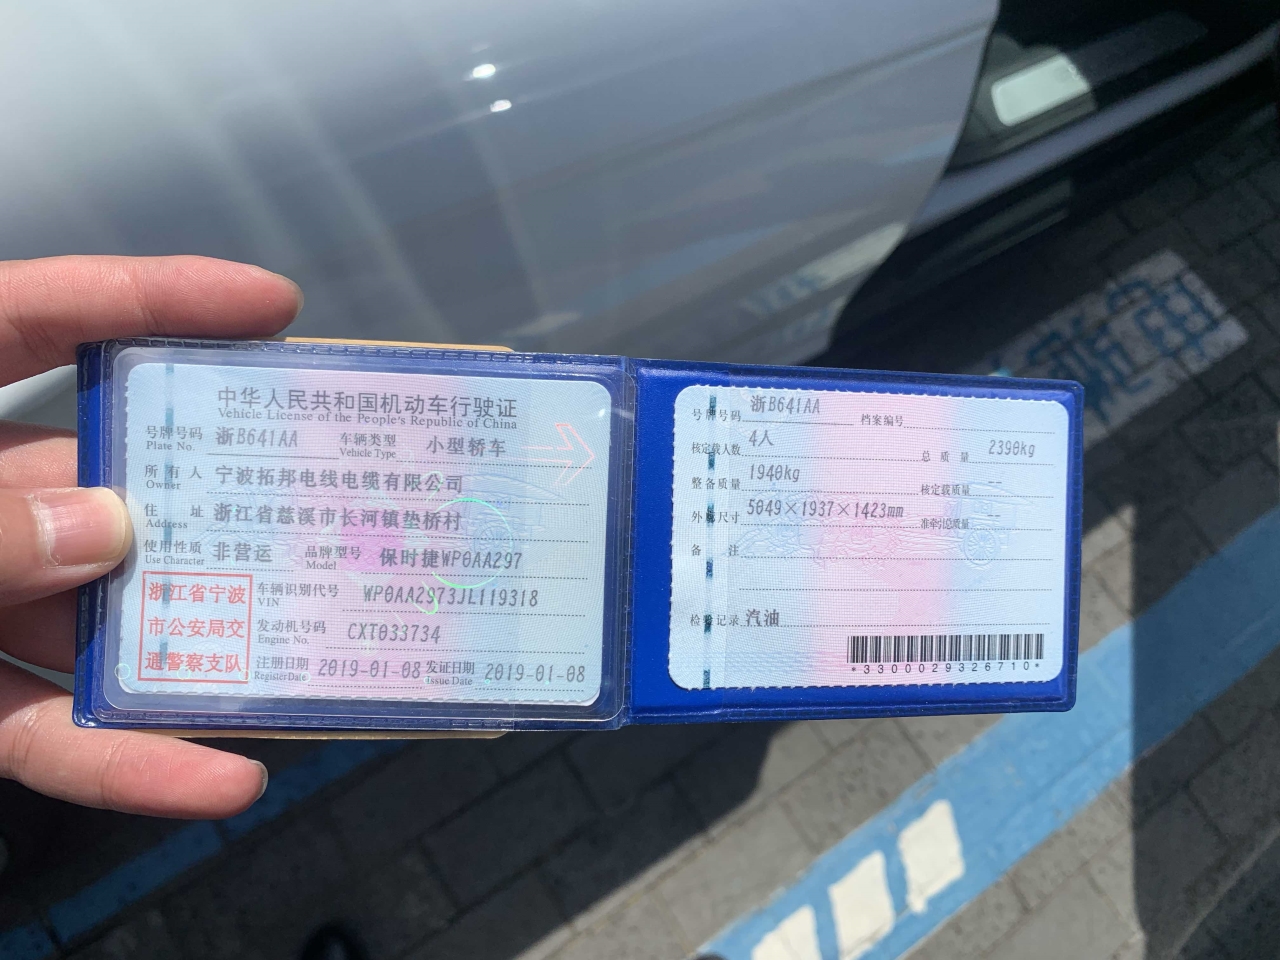 中华人民共和国机动车行驶证
Vehicle License of the People's Republic of China
号牌号码 浙B641AA 车辆类型 小型轿车
Plate No. Vehicle Type
所有人 宁波拓邦电线电缆有限公司
Owner
住址 浙江省慈溪市长河镇垫桥村
Address
使用性质 非营运 品牌型号 保时捷WP0AA297
Use Character Model
浙江省宁波
市公安局交
通警察支队
车辆识别代号 WP0AA2973JL119318
VIN
发动机号码 CXT033734
Engine No.
注册日期 2019-01-08 发证日期 2019-01-08
Register Date Issue Date
号牌号码 浙B641AA 档案编号
核定载人数 4人 总质量 2390kg
整备质量 1940kg 核定载质量 --
外廓尺寸 5049×1937×1423mm 准牵引总质量 --
备注
检验记录 汽油
*3300029326710*